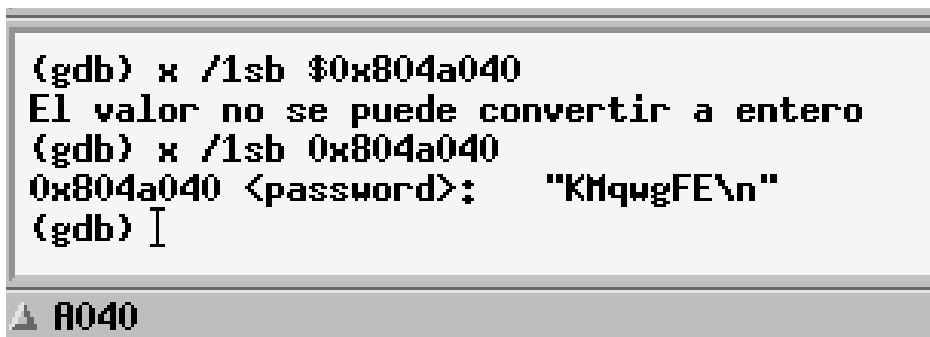 (gdb) x /1sb $0x804a040
El valor no se puede convertir a entero
(gdb) x /1sb 0x804a040
0x804a040 <password>:   "KMqwgFE\n"
(gdb)
A040